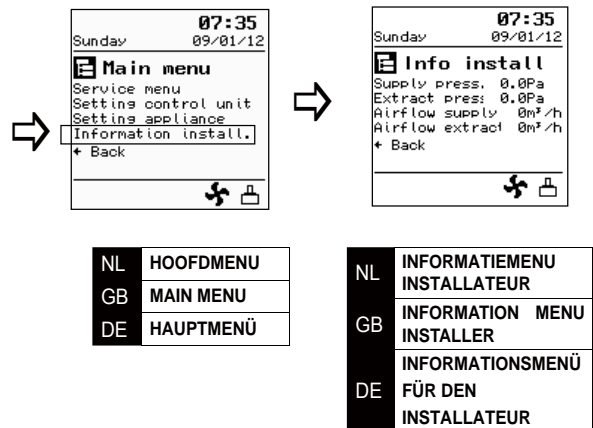 07:35
Sunday 09/01/12
Main menu
Service menu
Setting control unit
Setting appliance
Information install.
← Back
07:35
Sunday 09/01/12
Info install
Supply press. 0.0Pa
Extract press 0.0Pa
Airflow supply 0m³/h
Airflow extract 0m³/h
← Back
NL HOOFDMENU
GB MAIN MENU
DE HAUPTMENÜ
NL INFORMATIEMENU
INSTALLATEUR
GB INFORMATION MENU
INSTALLER
DE INFORMATIONSMENÜ
FÜR DEN
INSTALLATEUR